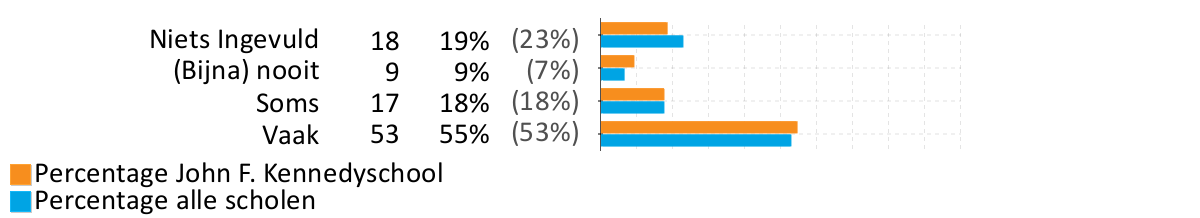 Niets Ingevuld 18 19% (23%)
(Bijna) nooit 9 9% (7%)
Soms 17 18% (18%)
Vaak 53 55% (53%)
Percentage John F. Kennedyschool
Percentage alle scholen